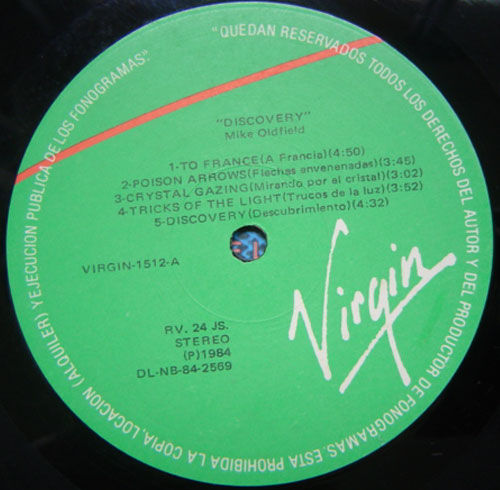 "DISCOVERY"
Mike Oldfield
1-TO FRANCE(A Francia)(4:50)
2-POISON ARROWS(Flechas envenenadas)(3:45)
3-CRYSTAL GAZING(Mirando por el cristal)(3:02)
4-TRICKS OF THE LIGHT(Trucos de la luz)(3:52)
5-DISCOVERY(Descubrimiento)(4:32)
VIRGIN-1512-A
RV. 24 JS.
STEREO
(P)1984
DL-NB-84-2569
Virgin
"QUEDAN RESERVADOS TODOS LOS DERECHOS DEL AUTOR Y DEL PRODUCTOR DE FONOGRAMAS. ESTA PROHIBIDA LA COPIA, LOCACION (ALQUILER) Y EJECUCION PUBLICA DE LOS FONOGRAMAS".